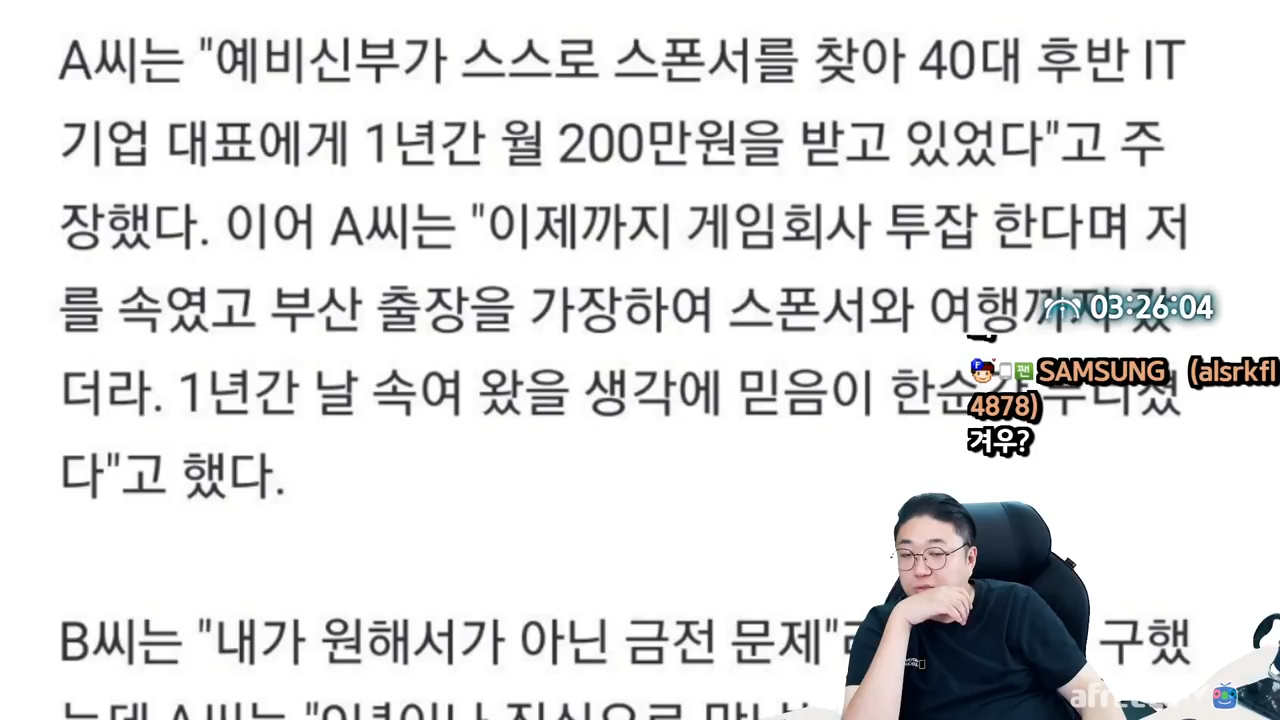 A씨는 "예비신부가 스스로 스폰서를 찾아 40대 후반 IT
기업 대표에게 1년간 월 200만원을 받고 있었다"고 주
장했다. 이어 A씨는 "이제까지 게임회사 투잡 한다며 저
를 속였고 부산 출장을 가장하여 스폰서와
03:26:04
더라. 1년간 날 속여 왔을 생각에 믿음이
SAMSUNG (alsrkfl
4878)
겨우?
다"고 했다.
B씨는 "내가 원해서가 아닌 금전 문제" 구했